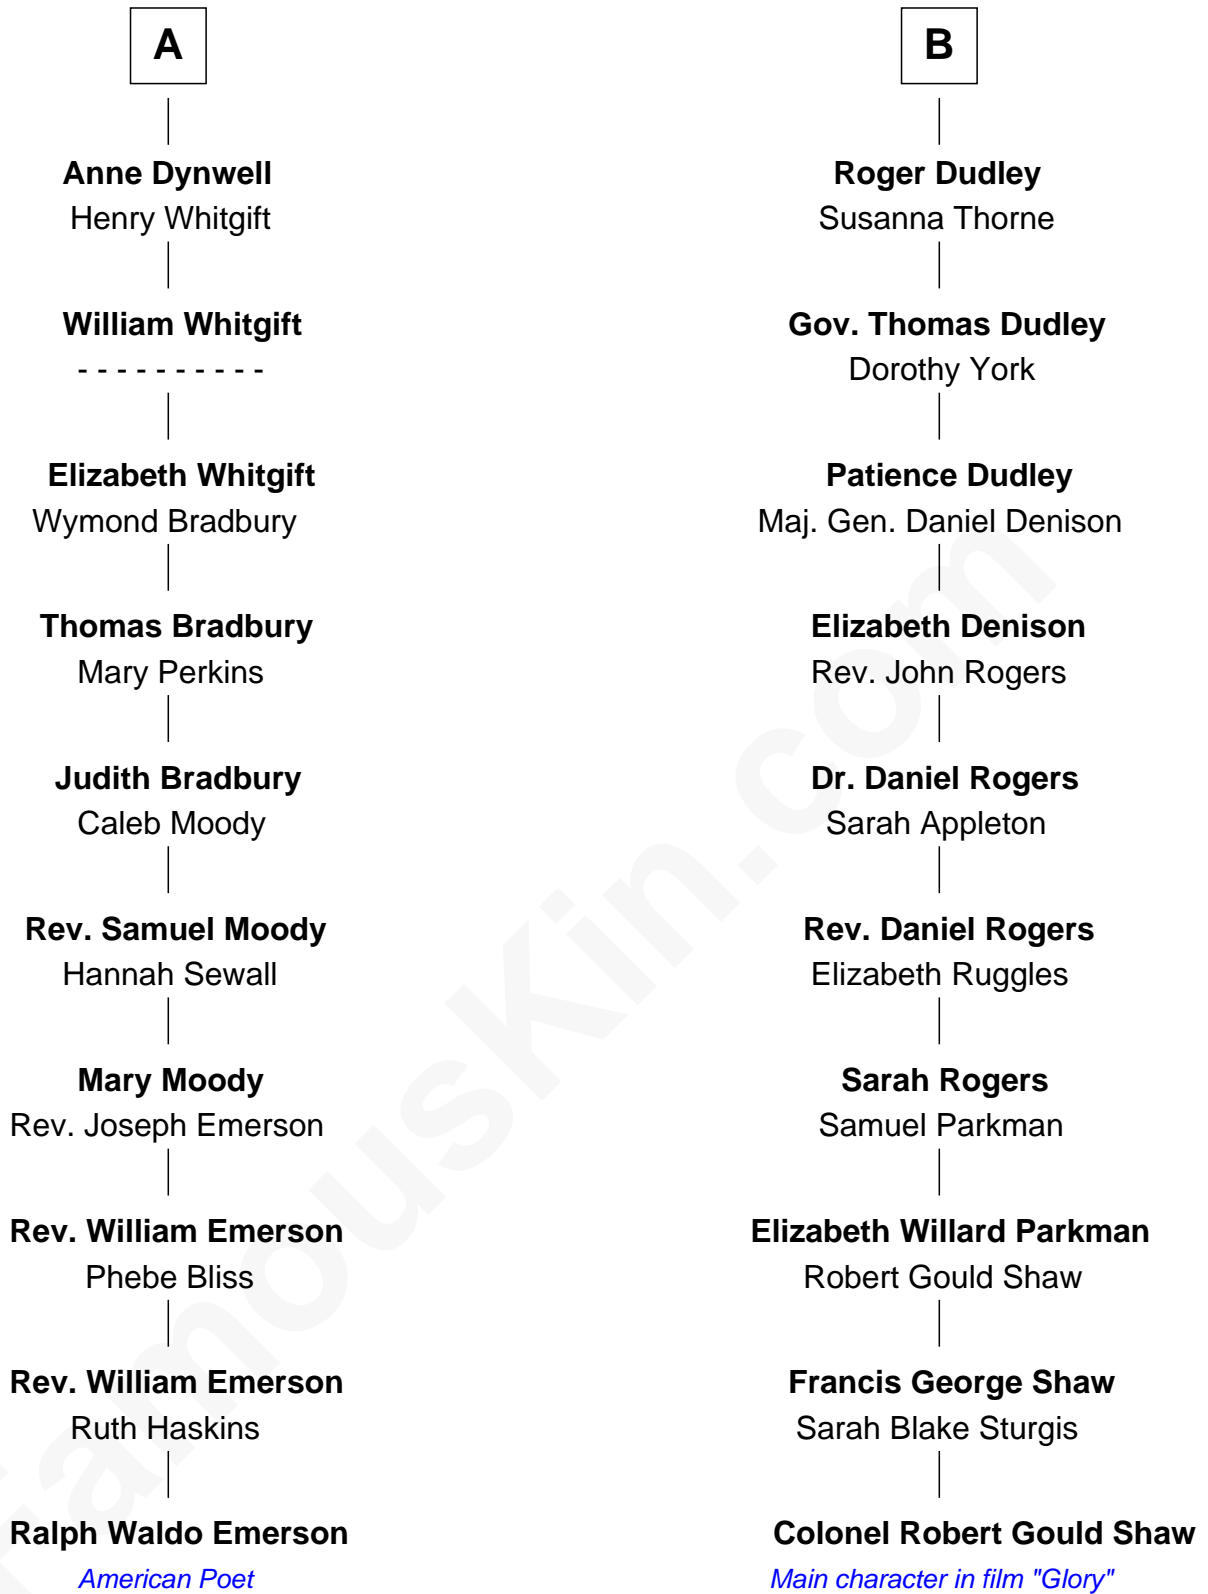 A
Anne Dynwell
Henry Whitgift
William Whitgift
- - - - - - - - - -
Elizabeth Whitgift
Wymond Bradbury
Thomas Bradbury
Mary Perkins
Judith Bradbury
Caleb Moody
Rev. Samuel Moody
Hannah Sewall
Mary Moody
Rev. Joseph Emerson
Rev. William Emerson
Phebe Bliss
Rev. William Emerson
Ruth Haskins
Ralph Waldo Emerson
American Poet
B
Roger Dudley
Susanna Thorne
Gov. Thomas Dudley
Dorothy York
Patience Dudley
Maj. Gen. Daniel Denison
Elizabeth Denison
Rev. John Rogers
Dr. Daniel Rogers
Sarah Appleton
Rev. Daniel Rogers
Elizabeth Ruggles
Sarah Rogers
Samuel Parkman
Elizabeth Willard Parkman
Robert Gould Shaw
Francis George Shaw
Sarah Blake Sturgis
Colonel Robert Gould Shaw
Main character in film "Glory"
FamousKin.com